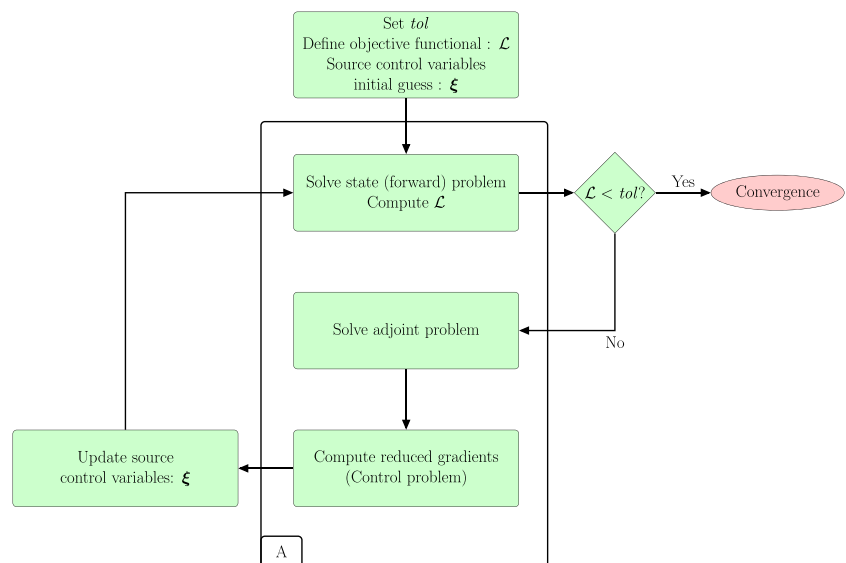 Set tol
Define objective functional : 𝓛
Source control variables
initial guess : 𝝃
Solve state (forward) problem
Compute 𝓛
𝓛 < tol?
Yes
Convergence
Solve adjoint problem
No
Update source
control variables: 𝝃
Compute reduced gradients
(Control problem)
A